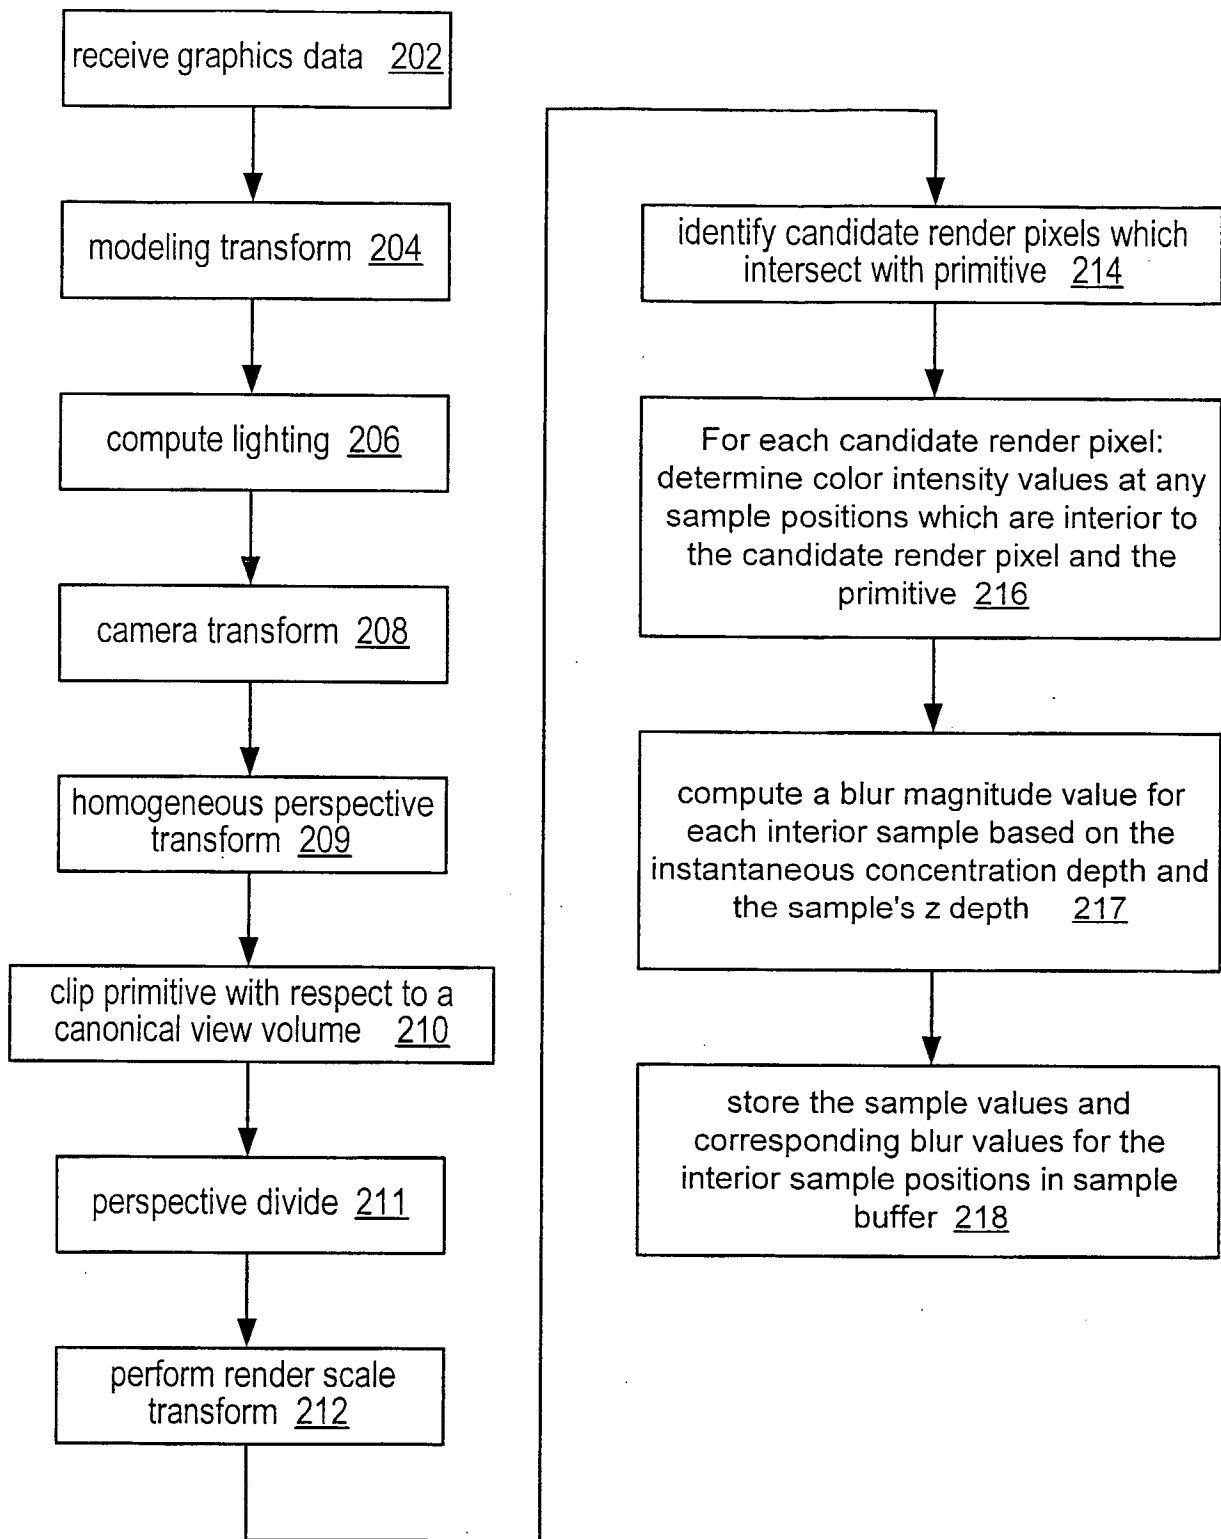 receive graphics data 202
modeling transform 204
compute lighting 206
camera transform 208
homogeneous perspective
transform 209
clip primitive with respect to a
canonical view volume 210
perspective divide 211
perform render scale
transform 212
identify candidate render pixels which
intersect with primitive 214
For each candidate render pixel:
determine color intensity values at any
sample positions which are interior to
the candidate render pixel and the
primitive 216
compute a blur magnitude value for
each interior sample based on the
instantaneous concentration depth and
the sample's z depth 217
store the sample values and
corresponding blur values for the
interior sample positions in sample
buffer 218